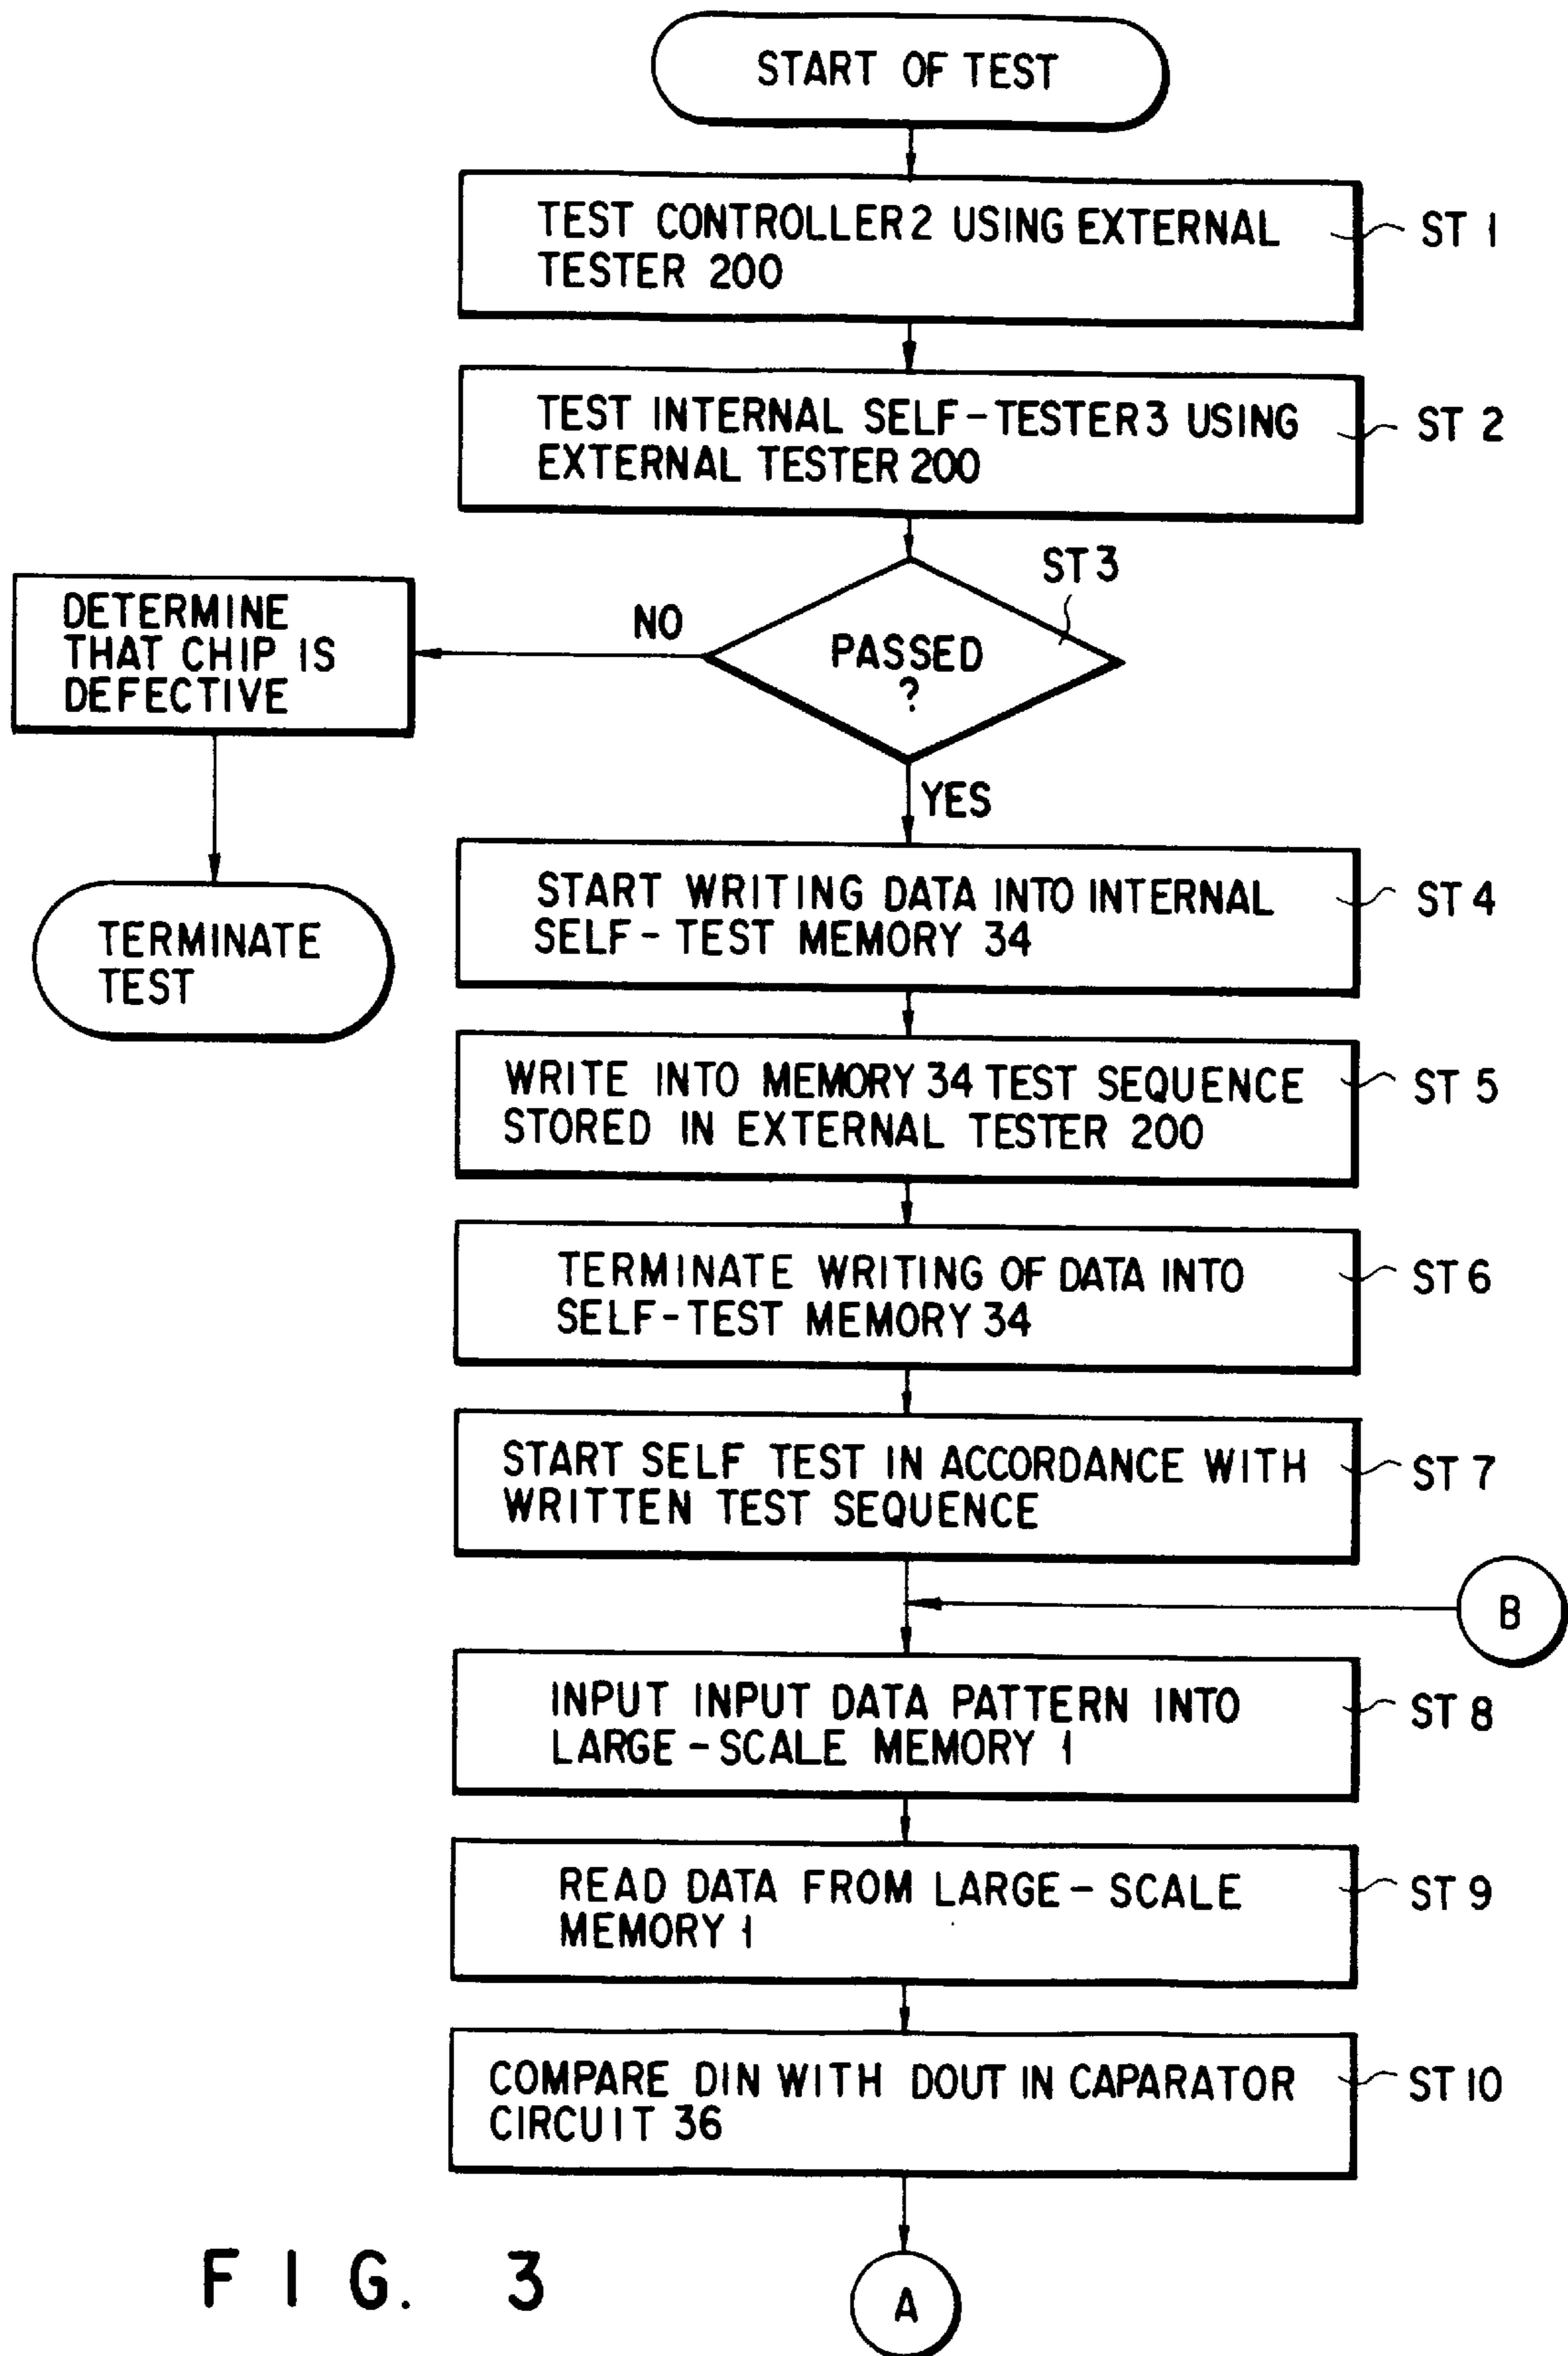 START OF TEST
TEST CONTROLLER 2 USING EXTERNAL
TESTER 200
ST 1
TEST INTERNAL SELF-TESTER 3 USING
EXTERNAL TESTER 200
ST 2
ST 3
PASSED
?
NO
DETERMINE
THAT CHIP IS
DEFECTIVE
TERMINATE
TEST
YES
START WRITING DATA INTO INTERNAL
SELF-TEST MEMORY 34
ST 4
WRITE INTO MEMORY 34 TEST SEQUENCE
STORED IN EXTERNAL TESTER 200
ST 5
TERMINATE WRITING OF DATA INTO
SELF-TEST MEMORY 34
ST 6
START SELF TEST IN ACCORDANCE WITH
WRITTEN TEST SEQUENCE
ST 7
B
INPUT INPUT DATA PATTERN INTO
LARGE-SCALE MEMORY 1
ST 8
READ DATA FROM LARGE-SCALE
MEMORY 1
ST 9
COMPARE DIN WITH DOUT IN CAPARATOR
CIRCUIT 36
ST 10
A
FIG. 3